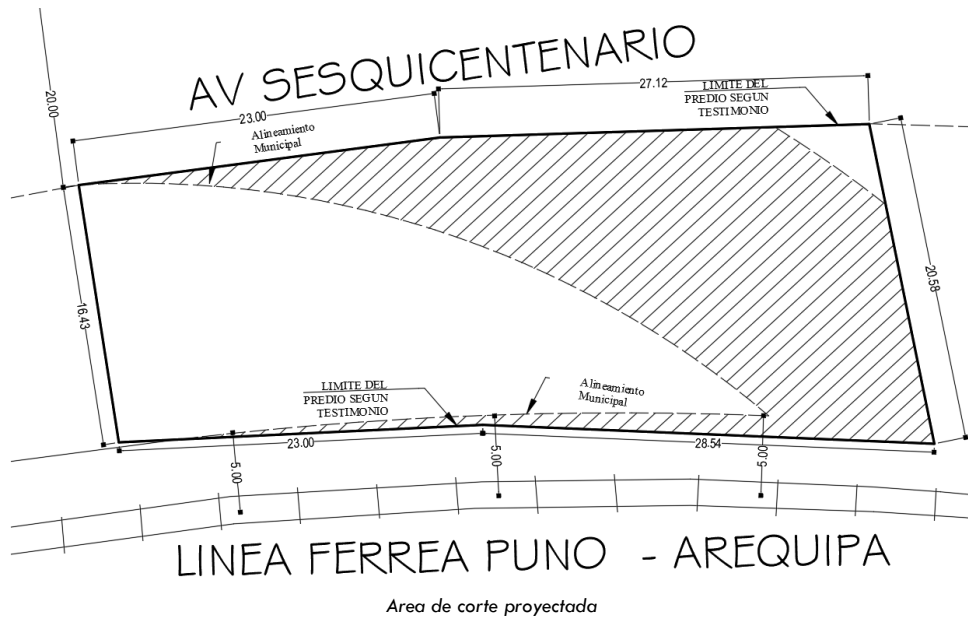 AV SESQUICENTENARIO
20.00
23.00
27.12
LIMITE DEL
PREDIO SEGUN
TESTIMONIO
Alineamiento
Municipal
16.43
20.58
LIMITE DEL
PREDIO SEGUN
TESTIMONIO
Alineamiento
Municipal
23.00
28.54
5.00
5.00
5.00
LINEA FERREA PUNO - AREQUIPA
Area de corte proyectada